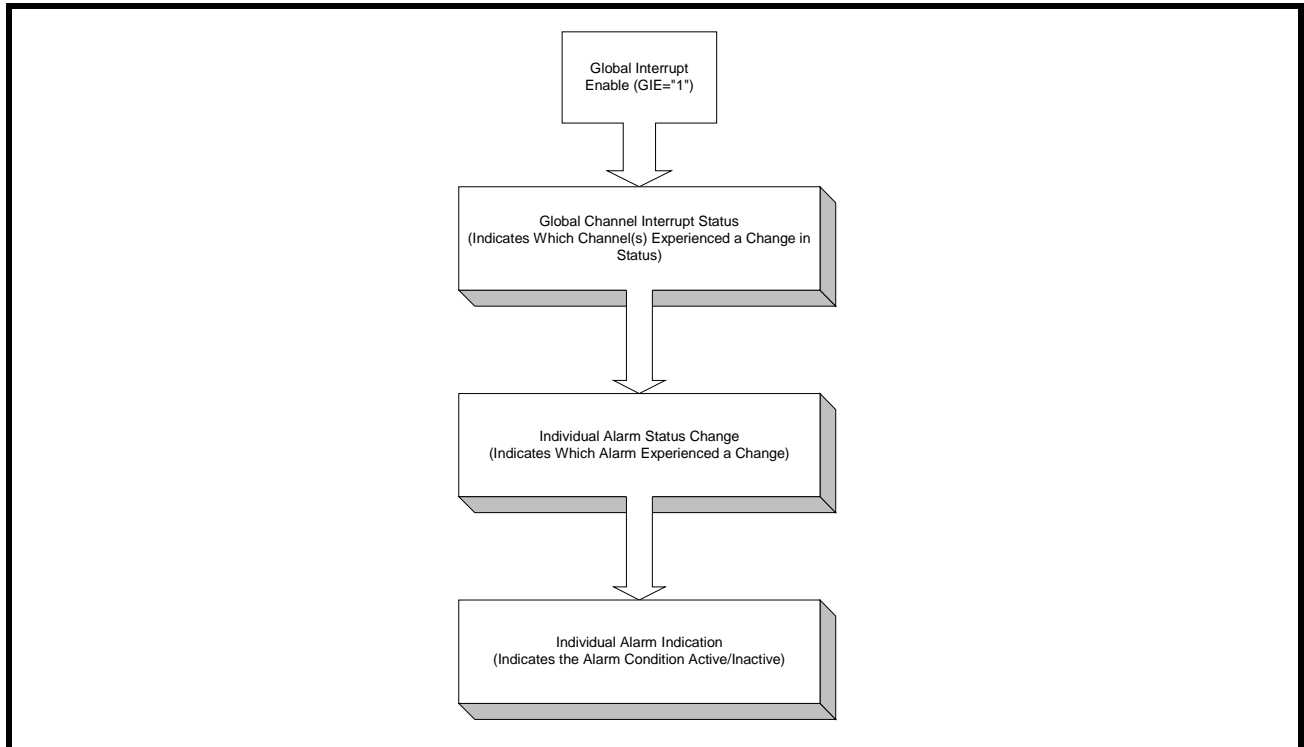 Global Interrupt
Enable (GIE="1")
Global Channel Interrupt Status
(Indicates Which Channel(s) Experienced a Change in
Status)
Individual Alarm Status Change
(Indicates Which Alarm Experienced a Change)
Individual Alarm Indication
(Indicates the Alarm Condition Active/Inactive)